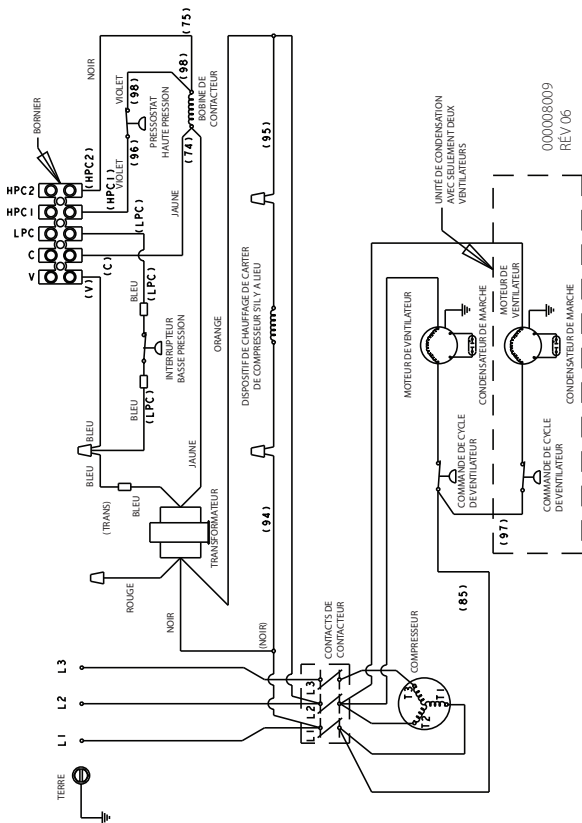 TERRE
L1
L2
L3
ROUGE
NOIR
(NOIR)
TRANSFORMATEUR
(TRANS)
BLEU
BLEU
BLEU
BLEU
(LPC)
INTERRUPTEUR
BASSE PRESSION
BLEU
(LPC)
(LPC)
JAUNE
JAUNE
ORANGE
(V)
(C)
V
C
LPC
HPC1
HPC2
BORNIER
(HPC1)
(HPC2)
NOIR
VIOLET
(96)
PRESSOSTAT
HAUTE PRESSION
VIOLET
(98)
(98)
(75)
(74)
BOBINE DE
CONTACTEUR
(94)
DISPOSITIF DE CHAUFFAGE DE CARTER
DE COMPRESSEUR S'IL Y A LIEU
(95)
CONTACTS DE
CONTACTEUR
L1
L2
L3
COMPRESSEUR
T1
T2
T3
(85)
(97)
COMMANDE DE CYCLE
DE VENTILATEUR
MOTEUR DE VENTILATEUR
CONDENSATEUR DE MARCHE
COMMANDE DE CYCLE
DE VENTILATEUR
MOTEUR DE
VENTILATEUR
CONDENSATEUR DE MARCHE
UNITÉ DE CONDENSATION
AVEC SEULEMENT DEUX
VENTILATEURS
000008009
RÉV 06